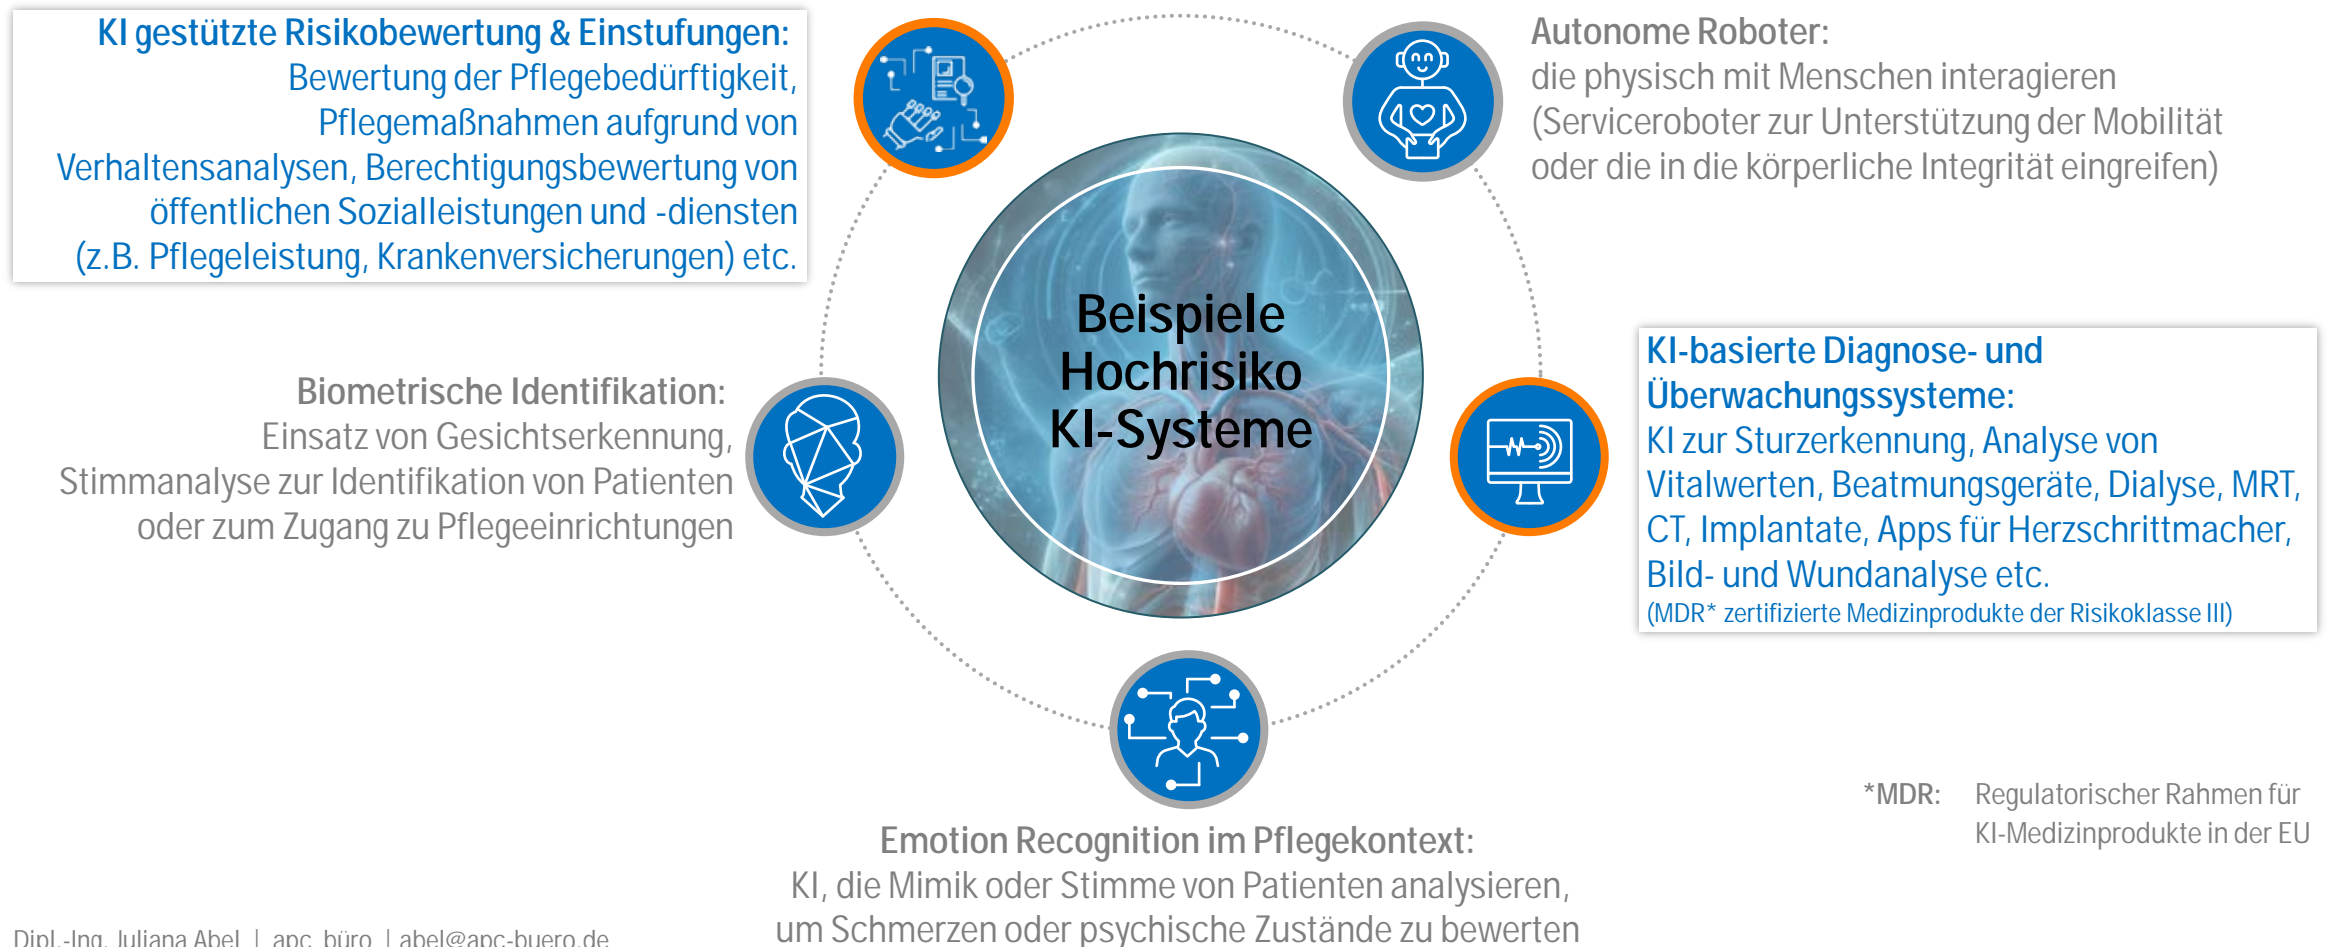 KI gestützte Risikobewertung & Einstufungen:
Bewertung der Pflegebedürftigkeit,
Pflegemaßnahmen aufgrund von
Verhaltensanalysen, Berechtigungsbewertung von
öffentlichen Sozialleistungen und -diensten
(z.B. Pflegeleistung, Krankenversicherungen) etc.
Autonome Roboter:
die physisch mit Menschen interagieren
(Serviceroboter zur Unterstützung der Mobilität
oder die in die körperliche Integrität eingreifen)
Beispiele
Hochrisiko
KI-Systeme
Biometrische Identifikation:
Einsatz von Gesichtserkennung,
Stimmanalyse zur Identifikation von Patienten
oder zum Zugang zu Pflegeeinrichtungen
KI-basierte Diagnose- und
Überwachungssysteme:
KI zur Sturzerkennung, Analyse von
Vitalwerten, Beatmungsgeräte, Dialyse, MRT,
CT, Implantate, Apps für Herzschrittmacher,
Bild- und Wundanalyse etc.
(MDR* zertifizierte Medizinprodukte der Risikoklasse III)
Emotion Recognition im Pflegekontext:
KI, die Mimik oder Stimme von Patienten analysieren,
um Schmerzen oder psychische Zustände zu bewerten
*MDR: Regulatorischer Rahmen für
KI-Medizinprodukte in der EU
Dipl.-Ing. Juliana Abel | apc büro | abel@apc-buero.de